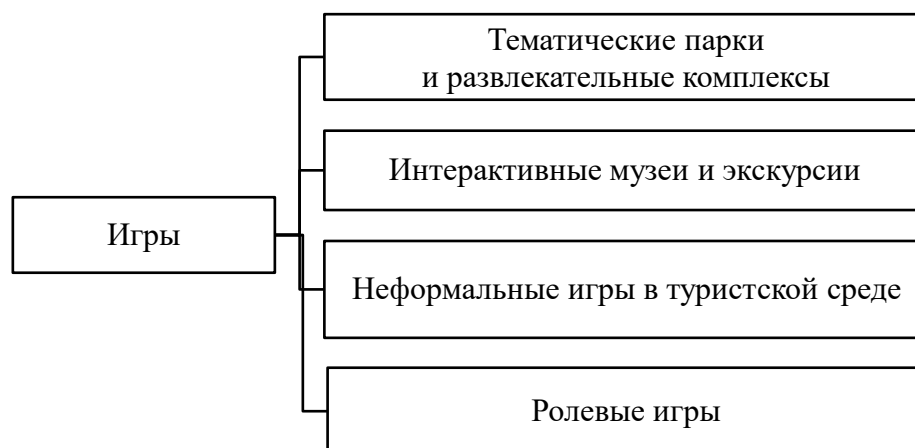 Тематические парки
и развлекательные комплексы
Интерактивные музеи и экскурсии
Игры
Неформальные игры в туристской среде
Ролевые игры